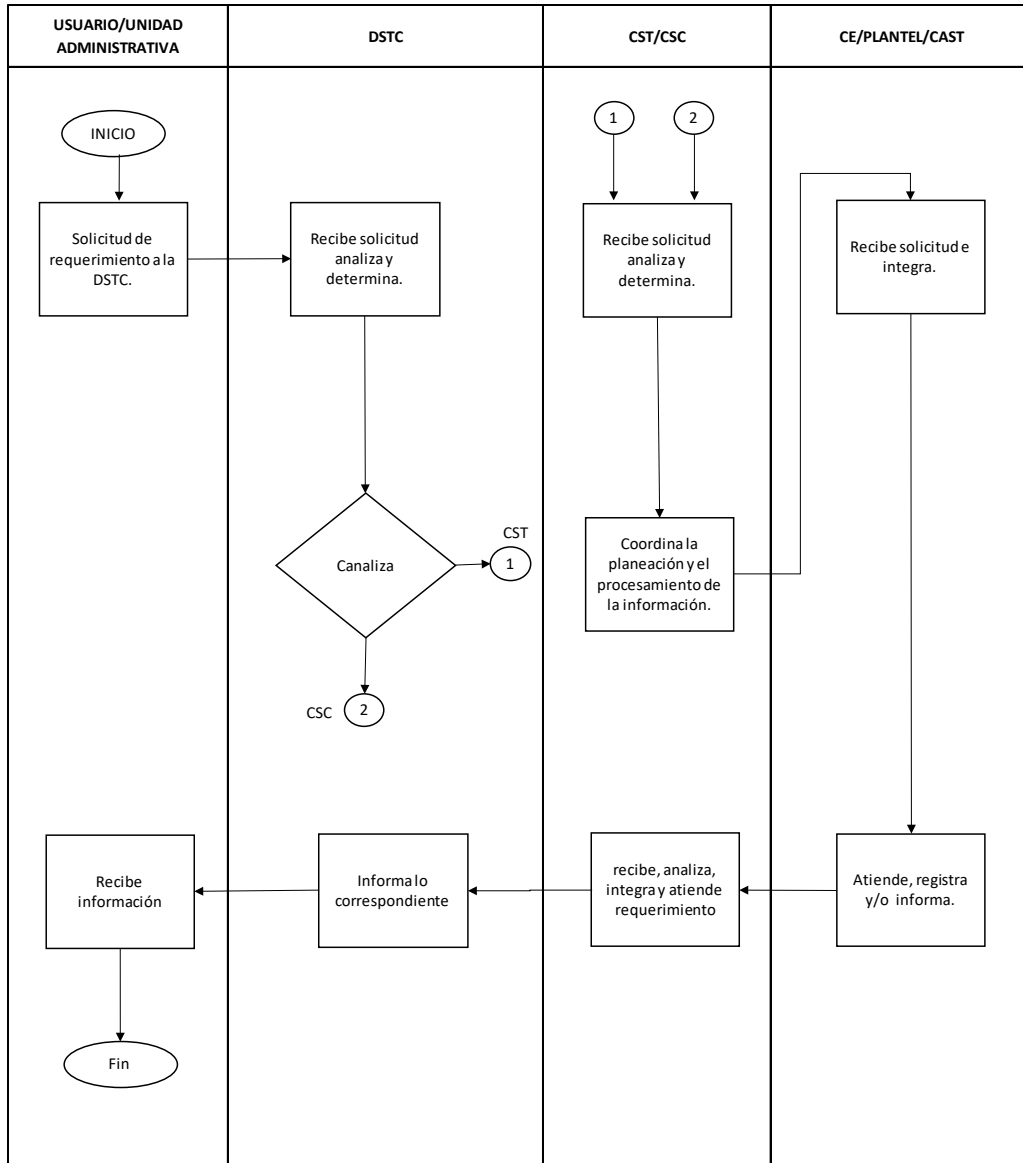 USUARIO/UNIDAD
ADMINISTRATIVA
DSTC
CST/CSC
CE/PLANTEL/CAST
INICIO
1
2
Solicitud de
requerimiento a la
DSTC.
Recibe solicitud
analiza y
determina.
Recibe solicitud
analiza y
determina.
Recibe solicitud e
integra.
Canaliza
CST
1
CSC
2
Coordina la
planeación y el
procesamiento de
la información.
Recibe
información
Informa lo
correspondiente
recibe, analiza,
integra y atiende
requerimiento
Atiende, registra
y/o informa.
Fin